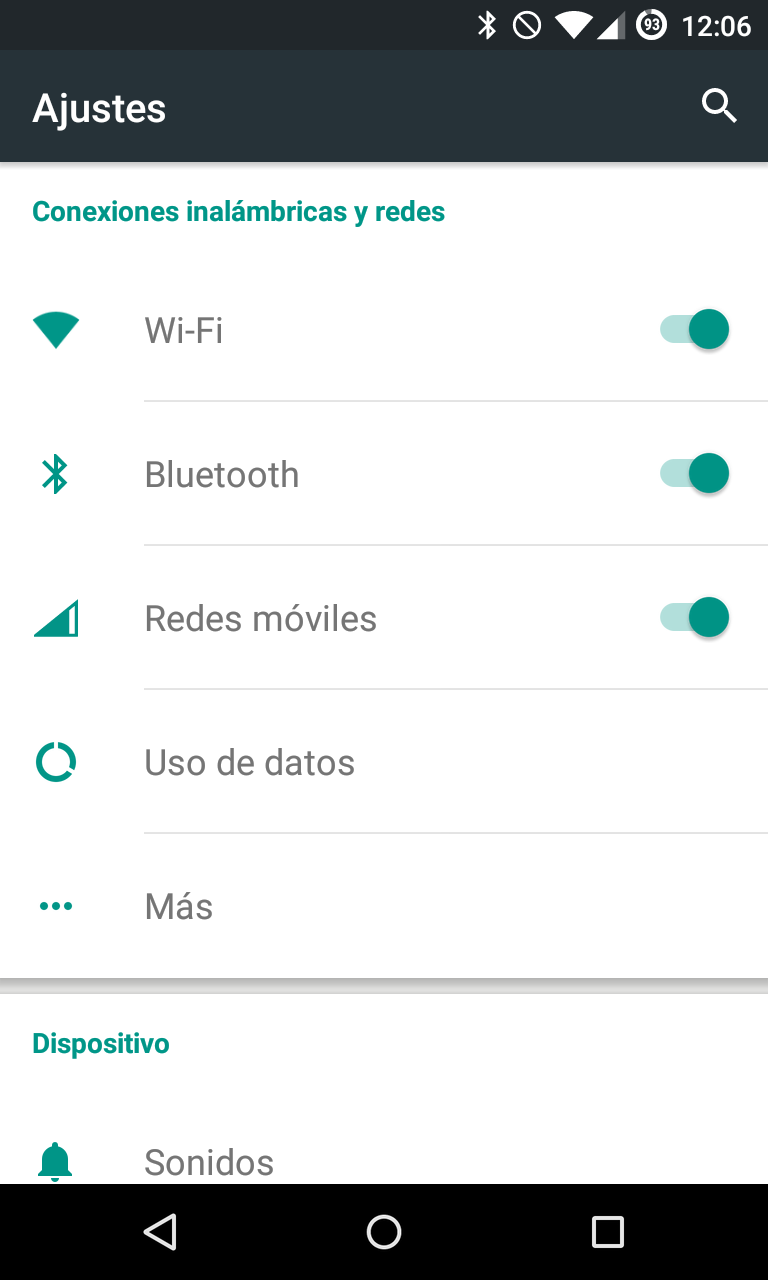 93 12:06
Ajustes
Conexiones inalámbricas y redes
Wi-Fi
Bluetooth
Redes móviles
Uso de datos
Más
Dispositivo
Sonidos